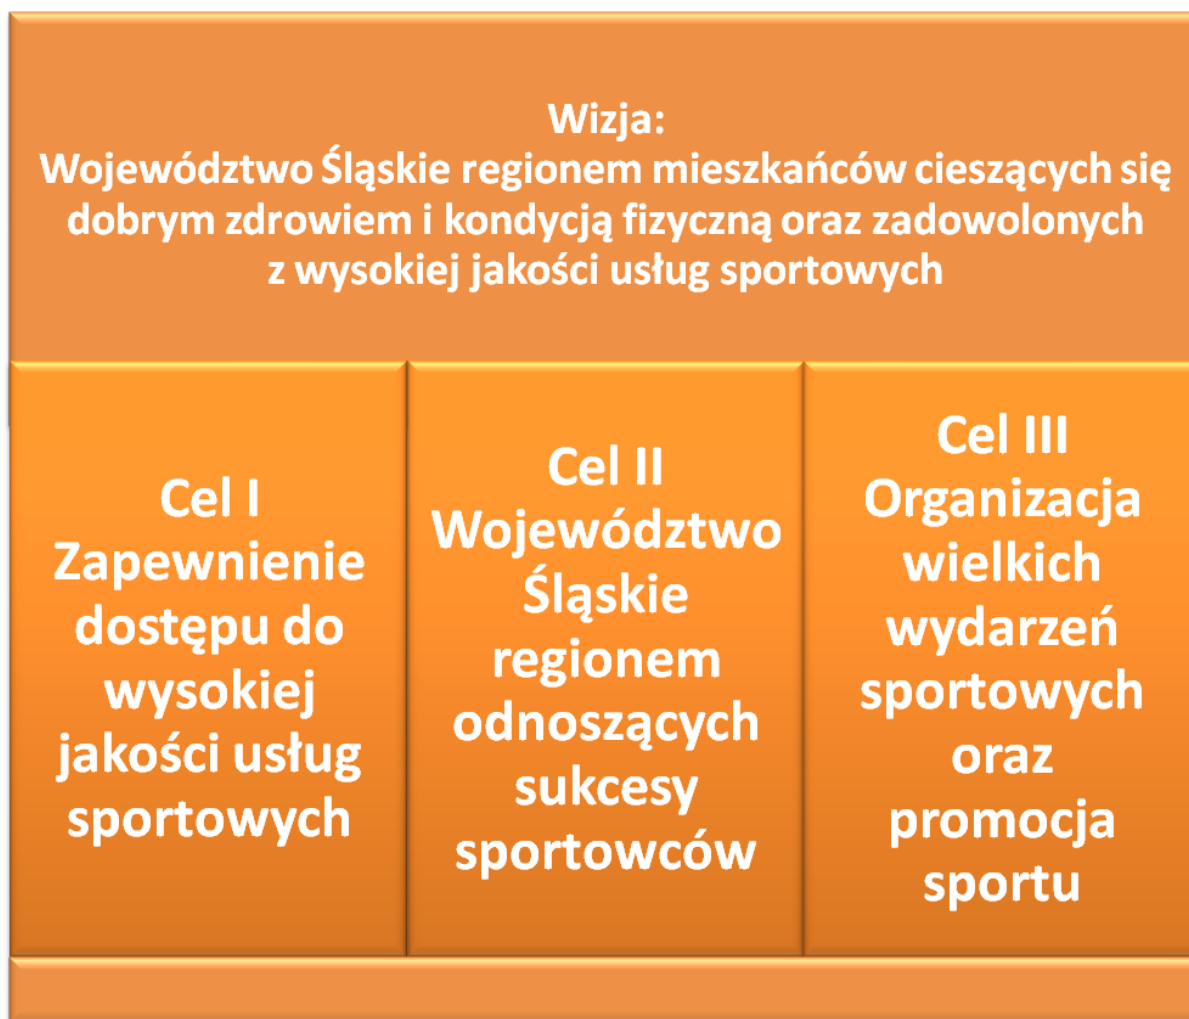 Wizja:
Województwo Śląskie regionem mieszkańców cieszących się
dobrym zdrowiem i kondycją fizyczną oraz zadowolonych
z wysokiej jakości usług sportowych
Cel I
Zapewnienie
dostępu do
wysokiej
jakości usług
sportowych
Cel II
Województwo
Śląskie
regionem
odnoszących
sukcesy
sportowców
Cel III
Organizacja
wielkich
wydarzeń
sportowych
oraz
promocja
sportu